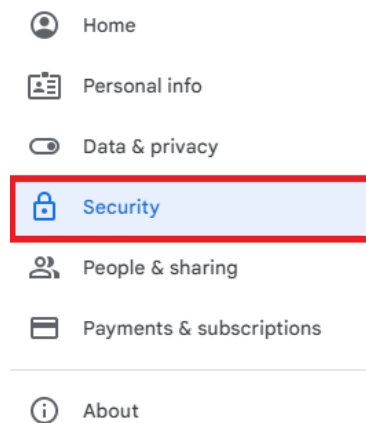 Home
Personal info
Data & privacy
Security
People & sharing
Payments & subscriptions
About